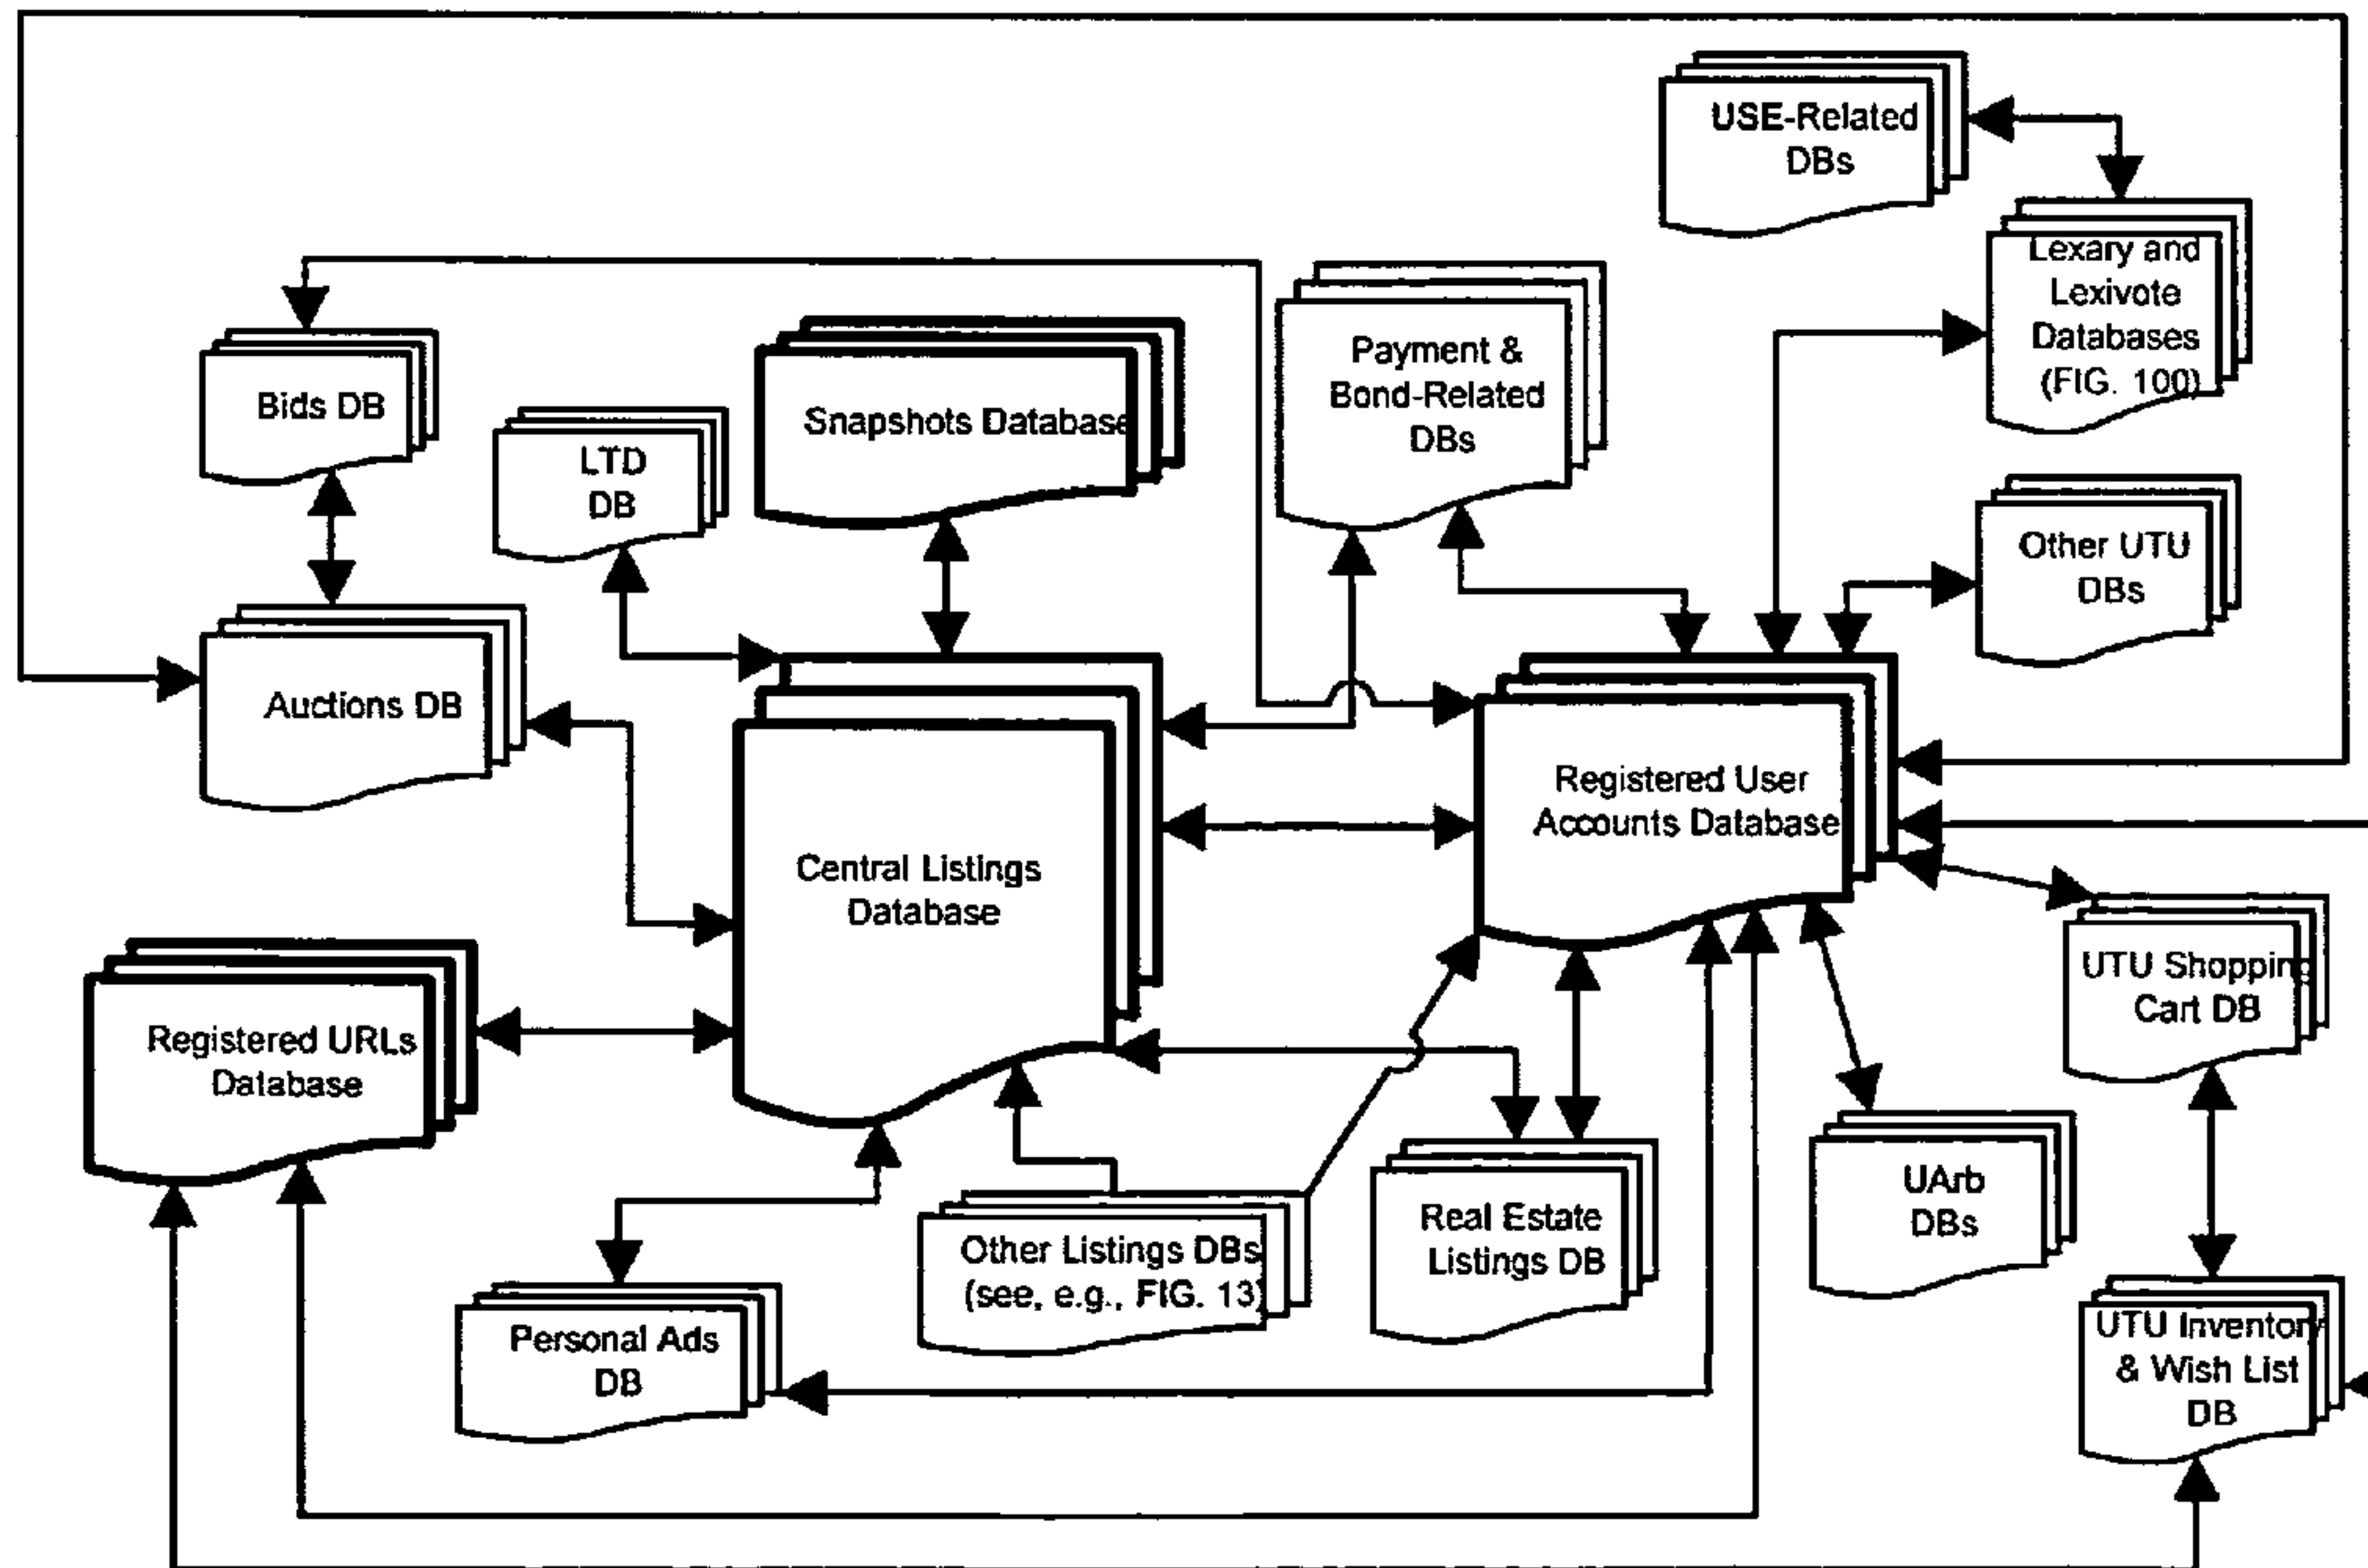 USE-Related
DBs
Lexary and
Lexivote
Databases
(FIG. 100)
Payment &
Bond-Related
DBs
Bids DB
Snapshots Database
LTD
DB
Other UTU
DBs
Auctions DB
Registered User
Accounts Database
Central Listings
Database
UTU Shopping
Cart DB
Registered URLs
Database
UArb
DBs
Real Estate
Listings DB
Other Listings DBs
(see, e.g., FIG. 13)
Personal Ads
DB
UTU Inventory
& Wish List
DB